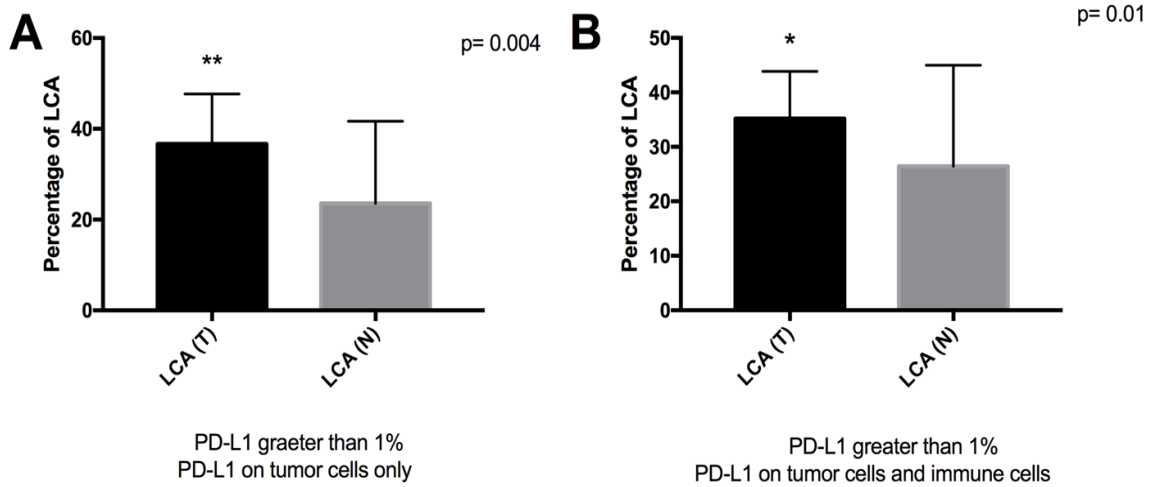 A
p= 0.004
**
Percentage of LCA
60
40
20
0
LCA (T)
LCA (N)
PD-L1 graeter than 1%
PD-L1 on tumor cells only
B
p= 0.01
*
Percentage of LCA
50
40
30
20
10
0
LCA (T)
LCA (N)
PD-L1 greater than 1%
PD-L1 on tumor cells and immune cells